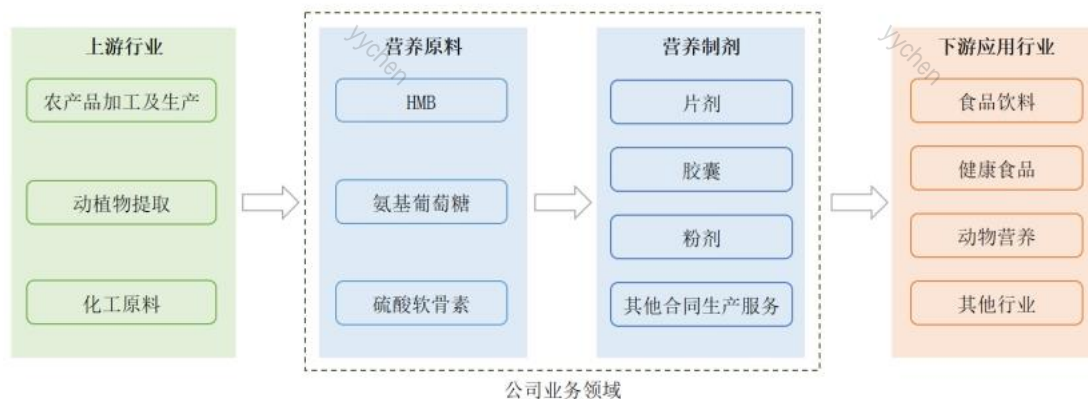 上游行业
农产品加工及生产
动植物提取
化工原料
营养原料
HMB
氨基葡萄糖
硫酸软骨素
营养制剂
片剂
胶囊
粉剂
其他合同生产服务
下游应用行业
食品饮料
健康食品
动物营养
其他行业
公司业务领域
yychen
yychen